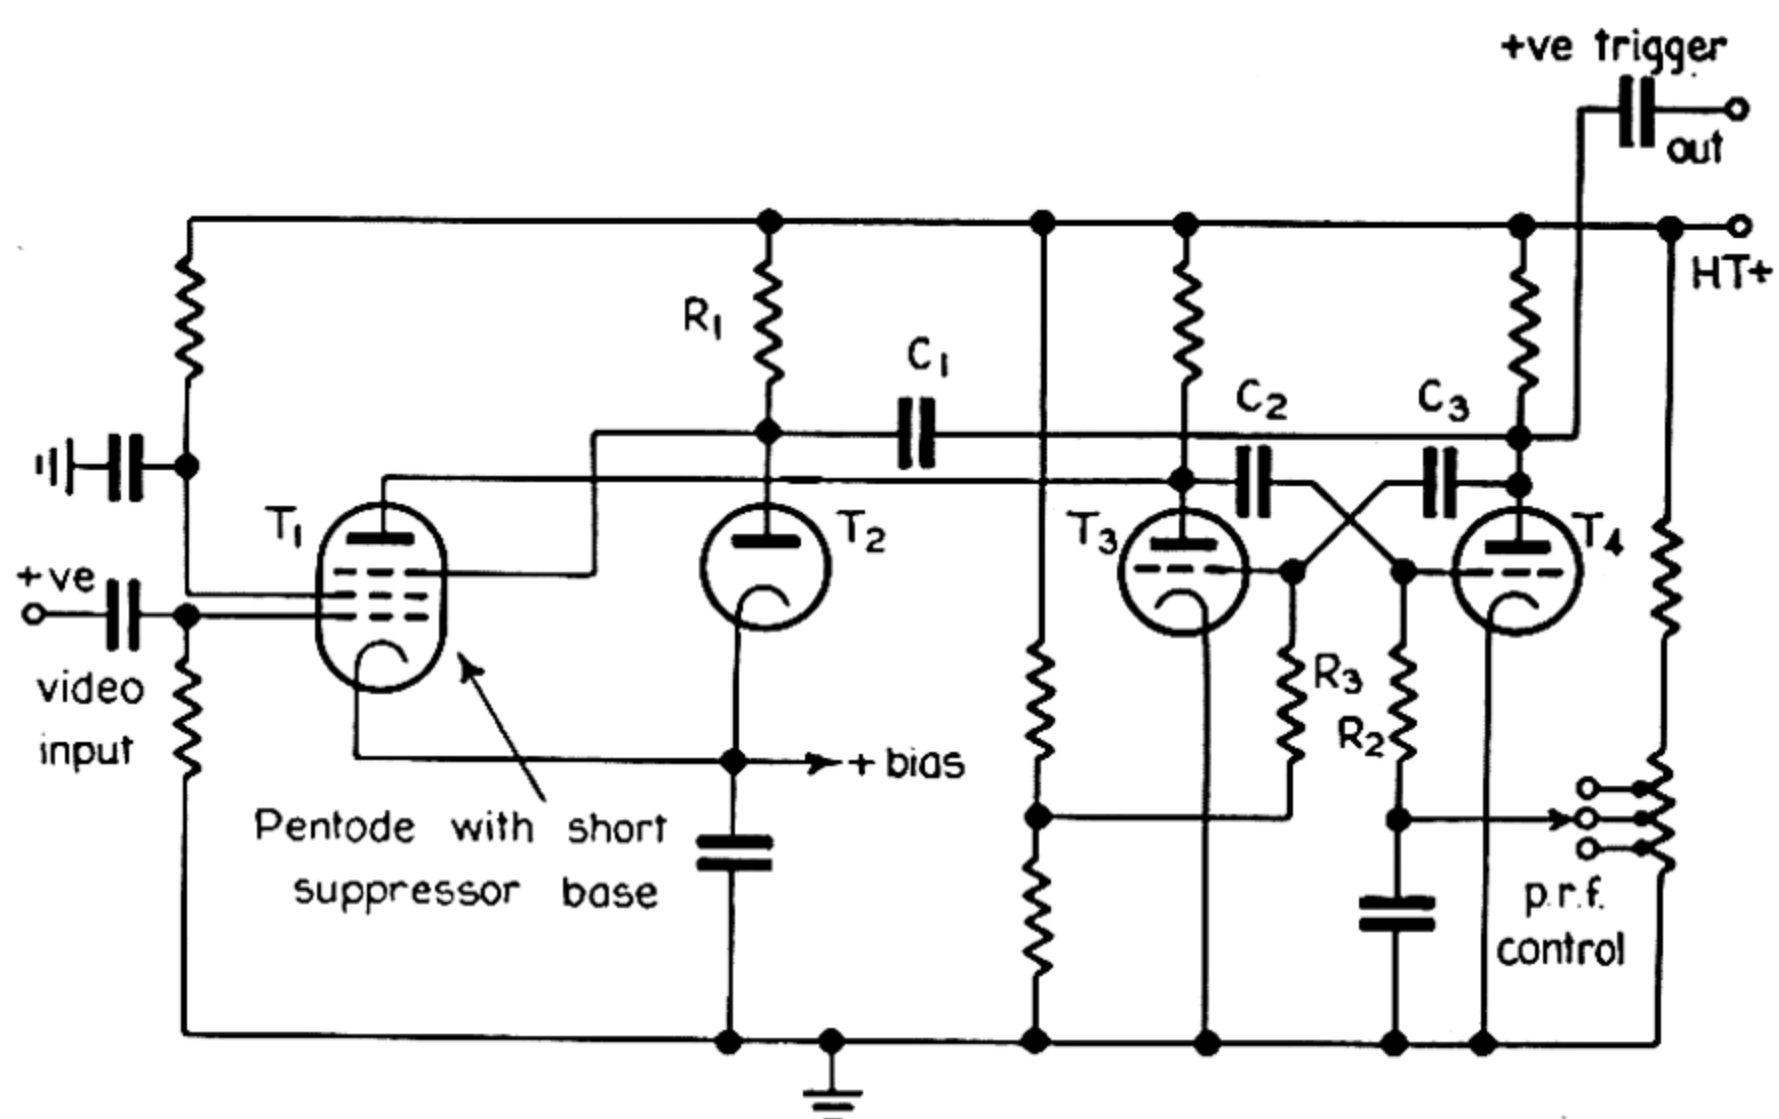 +ve trigger
out
HT+
R1
C1
C2
C3
T1
T2
T3
T4
+ve
video
input
R3
R2
+ bias
Pentode with short
suppressor base
p.r.f.
control